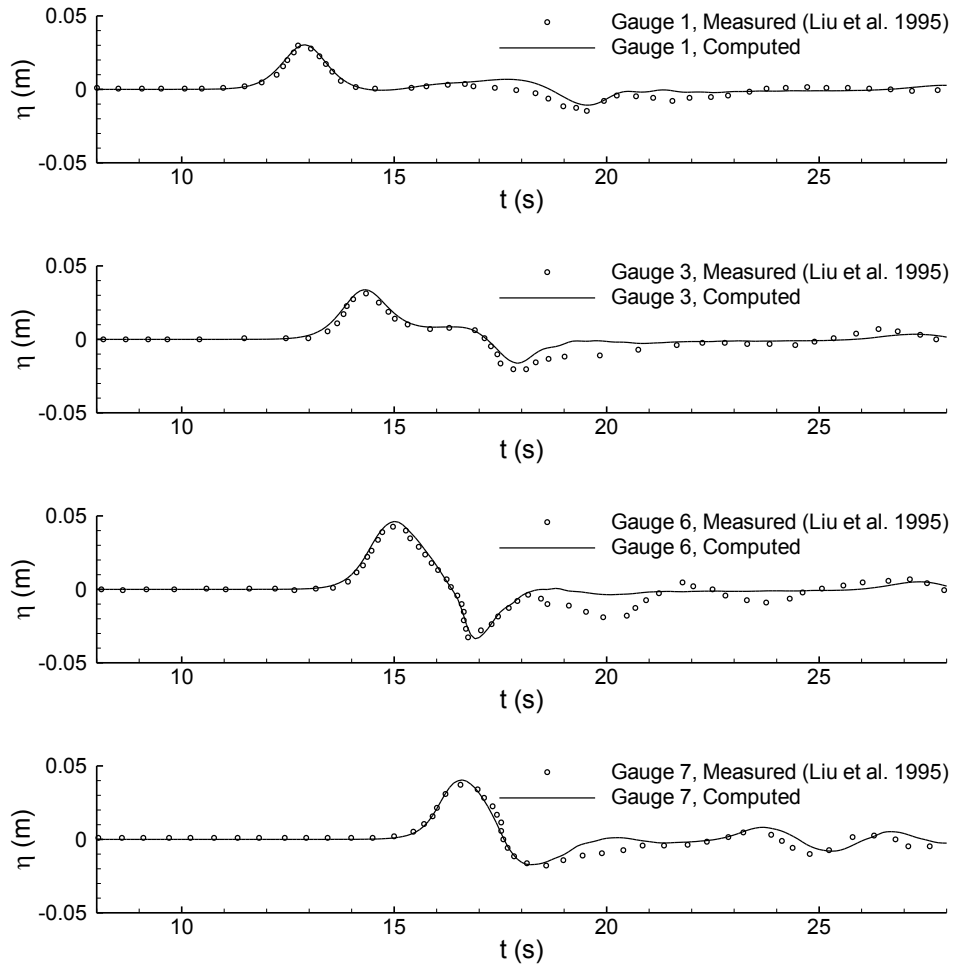 Gauge 1, Measured (Liu et al. 1995)
Gauge 1, Computed
0.05
0
-0.05
η (m)
10
15
20
25
t (s)
Gauge 3, Measured (Liu et al. 1995)
Gauge 3, Computed
0.05
0
-0.05
η (m)
10
15
20
25
t (s)
Gauge 6, Measured (Liu et al. 1995)
Gauge 6, Computed
0.05
0
-0.05
η (m)
10
15
20
25
t (s)
Gauge 7, Measured (Liu et al. 1995)
Gauge 7, Computed
0.05
0
-0.05
η (m)
10
15
20
25
t (s)